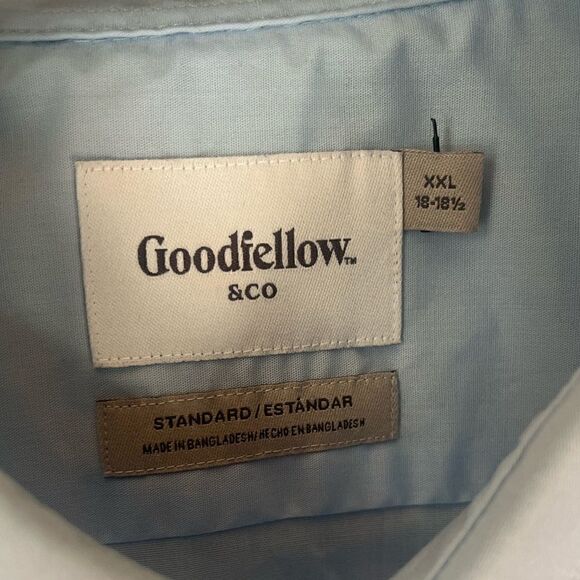 Goodfellow™
&CO
XXL
18-18½
STANDARD/ESTÁNDAR
MADE IN BANGLADESH/HECHO EN BANGLADESH